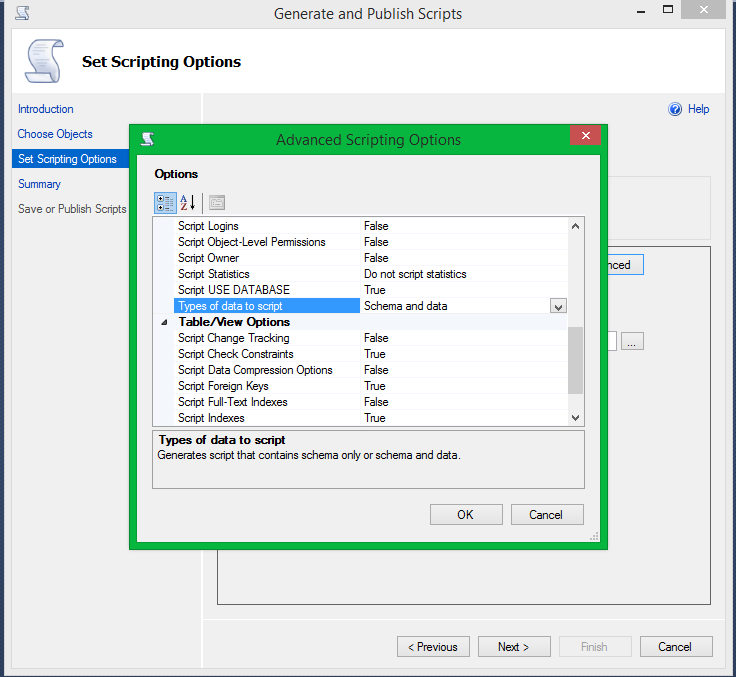 Generate and Publish Scripts
Set Scripting Options
Introduction
Choose Objects
Set Scripting Options
Summary
Save or Publish Scripts
Help
Advanced Scripting Options
Options
Script Logins False
Script Object-Level Permissions False
Script Owner False
Script Statistics Do not script statistics
Script USE DATABASE True
Types of data to script Schema and data
Table/View Options
Script Change Tracking False
Script Check Constraints True
Script Data Compression Options False
Script Foreign Keys True
Script Full-Text Indexes False
Script Indexes True
Types of data to script
Generates script that contains schema only or schema and data.
OK Cancel
nced
...
< Previous Next > Finish Cancel